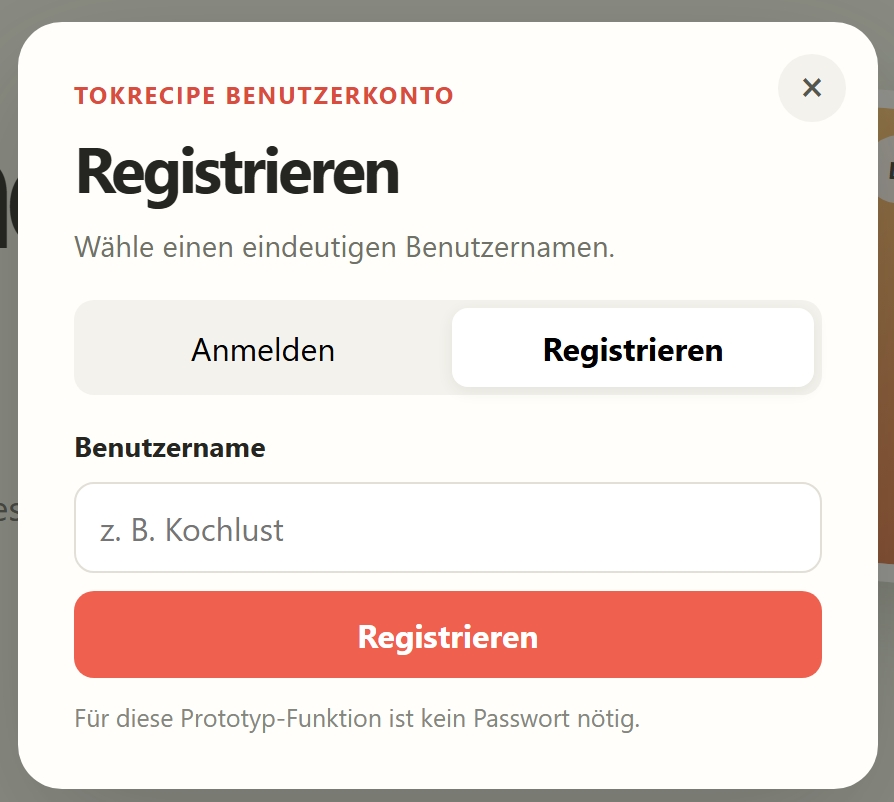 TOKRECIPE BENUTZERKONTO
×
Registrieren
Wähle einen eindeutigen Benutzernamen.
Anmelden
Registrieren
Benutzername
z. B. Kochlust
Registrieren
Für diese Prototyp-Funktion ist kein Passwort nötig.